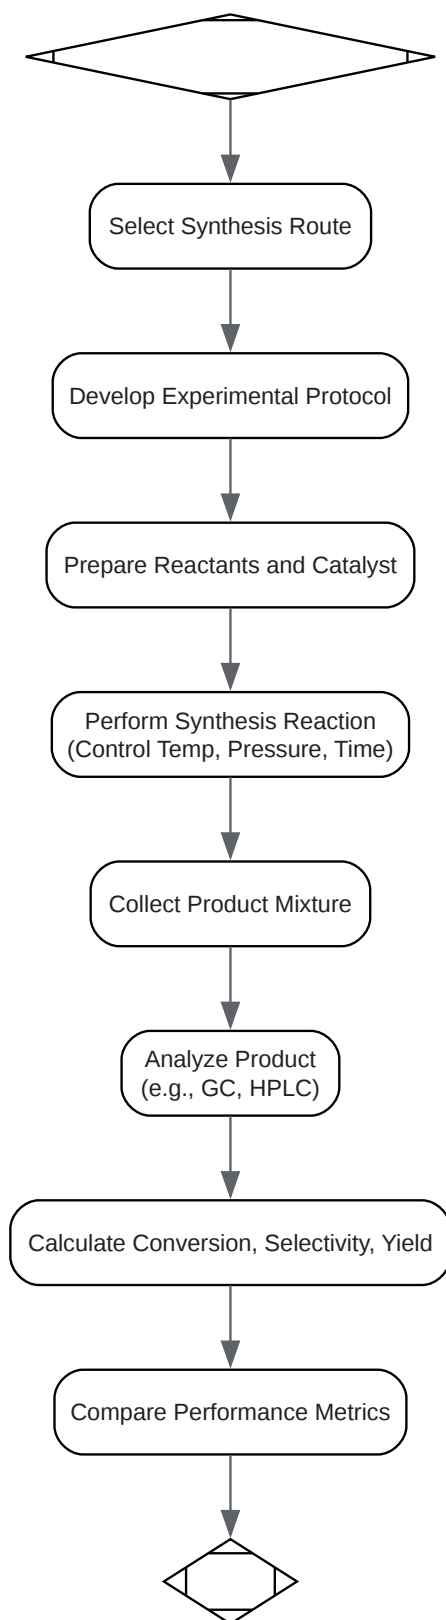 Select Synthesis Route
Develop Experimental Protocol
Prepare Reactants and Catalyst
Perform Synthesis Reaction
(Control Temp, Pressure, Time)
Collect Product Mixture
Analyze Product
(e.g., GC, HPLC)
Calculate Conversion, Selectivity, Yield
Compare Performance Metrics